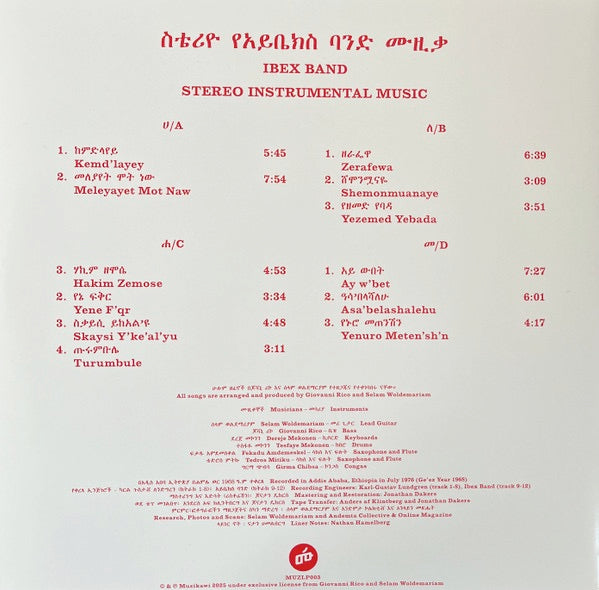 ስቴሪዮ የአይቤክስ ባንድ ሙዚቃ
IBEX BAND
STEREO INSTRUMENTAL MUSIC
ሀ/A
1. ከምድላየይ 5:45
Kemd'layey
2. መለያየት ሞት ነው 7:54
Meleyayet Mot Naw
ለ/B
1. ዘራፌዋ 6:39
Zerafewa
2. ሸሞንሟናዬ 3:09
Shemonmuanaye
3. የዘመድ የባዳ 3:51
Yezemed Yebada
ሐ/C
3. ሃኪም ዘሞሴ 4:53
Hakim Zemose
2. የኔ ፍቅር 3:34
Yene F'qr
3. ስቃይሲ ይከአል'ዩ 4:48
Skaysi Y'ke'al'yu
4. ጡሩምቡሌ 3:11
Turumbule
መ/D
1. አይ ውበት 7:27
Ay w'bet
2. ዓሳ'በላሻለሁ 6:01
Asa'belashalehu
3. የኑሮ መጠንሽን 4:17
Yenuro Meten'sh'n
All songs are arranged and produced by Giovanni Rico and Selam Woldemariam
Musicians - Instruments
Selam Woldemariam - Lead Guitar
Giovanni Rico - Bass
Dereje Mekonen - Keyboards
Tesfaye Mekonen - Drums
Fekadu Amdemeskel - Saxophone and Flute
Tedros Mitiku - Saxophone and Flute
Girma Chibsa - Congas
Recorded in Addis Ababa, Ethiopia in July 1976 (Ge'ez Year 1968)
Recording Engineers: Karl-Gustav Lundgren (track 1-8), Ibex Band (track 9-12)
Mastering and Restoration: Jonathan Dakers
Tape Transfer: Anders af Klintberg and Jonathan Dakers
Research, Photos and Scans: Selam Woldemariam and Andemta Collective & Online Magazine
Liner Notes: Nathan Hamelberg
ሙ
MUZLP003
© & ℗ Muzikawi 2025 under exclusive license from Giovanni Rico and Selam Woldemariam